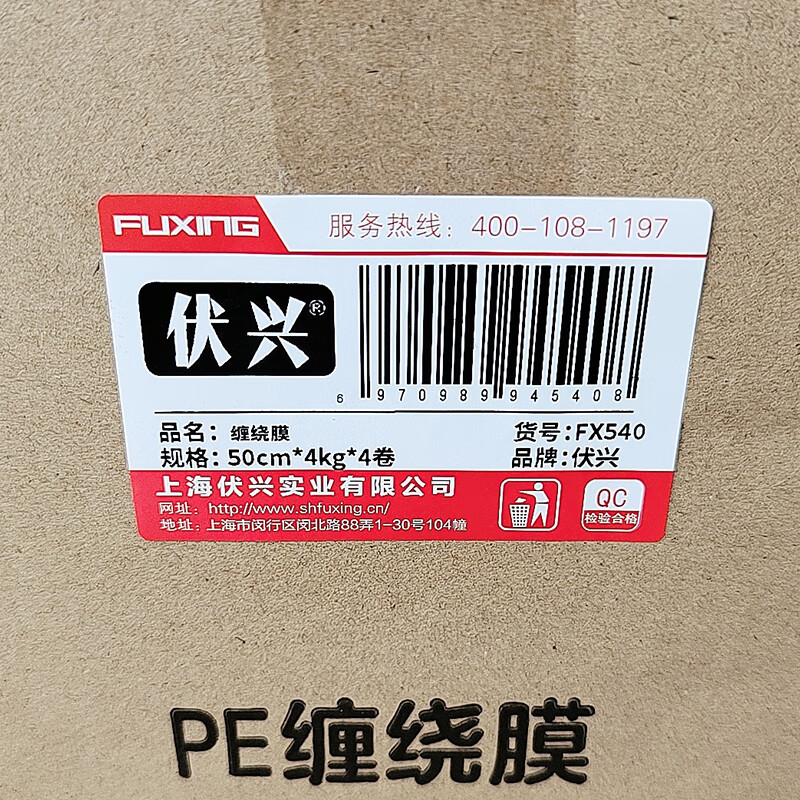 FUXING 服务热线：400-108-1197
伏兴®
6 970989 945408
品名：缠绕膜 货号：FX540
规格：50cm*4kg*4卷 品牌：伏兴
上海伏兴实业有限公司
网址：http://www.shfuxing.cn/
地址：上海市闵行区闵北路88弄1-30号104幢
QC
检验合格
PE缠绕膜